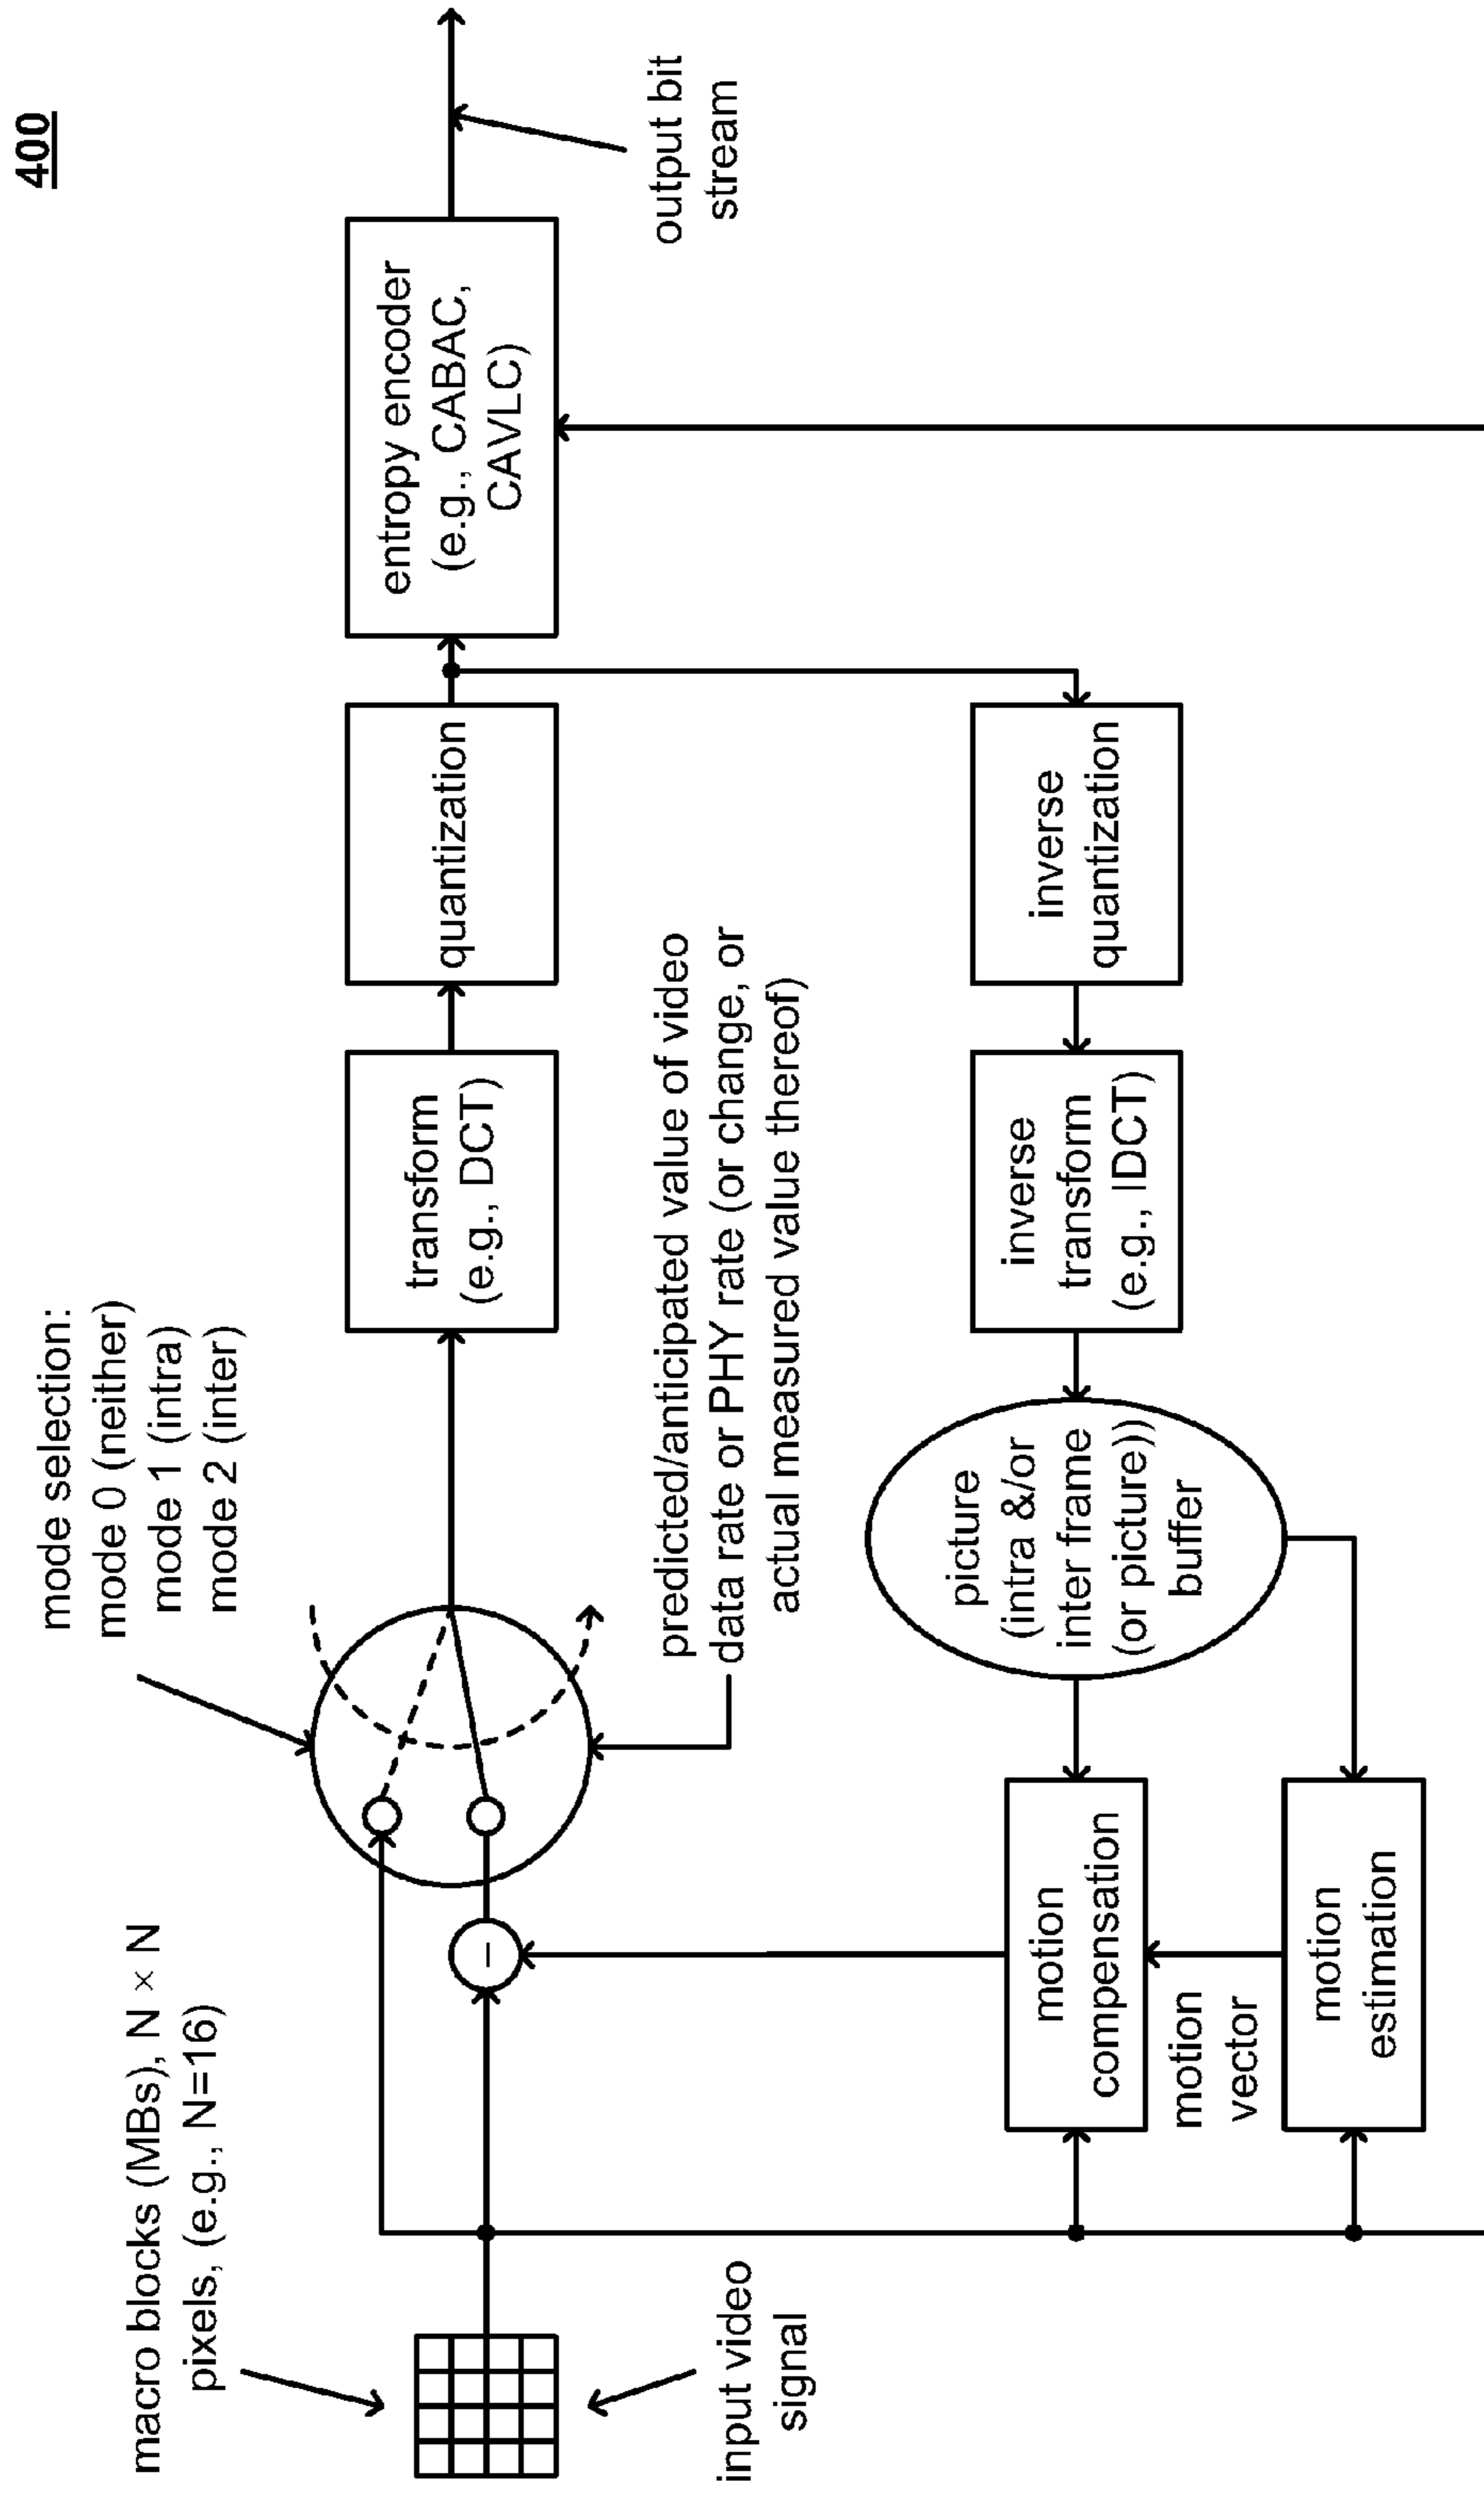 400
mode selection:
mode 0 (neither)
mode 1 (intra)
mode 2 (inter)
macro blocks (MBs), N × N
pixels, (e.g., N=16)
input video
signal
−
transform
(e.g., DCT)
quantization
entropy encoder
(e.g., CABAC,
CAVLC)
output bit
stream
predicted/anticipated value of video
data rate or PHY rate (or change, or
actual measured value thereof)
motion
compensation
motion
vector
motion
estimation
picture
(intra &/or
inter frame
(or picture))
buffer
inverse
transform
(e.g., IDCT)
inverse
quantization